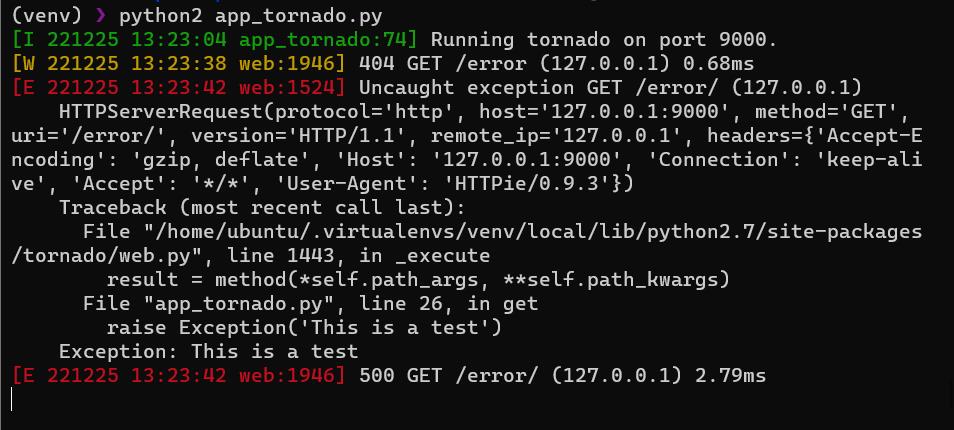 (venv) ❯ python2 app_tornado.py
[I 221225 13:23:04 app_tornado:74] Running tornado on port 9000.
[W 221225 13:23:38 web:1946] 404 GET /error (127.0.0.1) 0.68ms
[E 221225 13:23:42 web:1524] Uncaught exception GET /error/ (127.0.0.1)
    HTTPServerRequest(protocol='http', host='127.0.0.1:9000', method='GET',
uri='/error/', version='HTTP/1.1', remote_ip='127.0.0.1', headers={'Accept-E
ncoding': 'gzip, deflate', 'Host': '127.0.0.1:9000', 'Connection': 'keep-ali
ve', 'Accept': '*/*', 'User-Agent': 'HTTPie/0.9.3'})
    Traceback (most recent call last):
      File "/home/ubuntu/.virtualenvs/venv/local/lib/python2.7/site-packages
/tornado/web.py", line 1443, in _execute
        result = method(*self.path_args, **self.path_kwargs)
      File "app_tornado.py", line 26, in get
        raise Exception('This is a test')
    Exception: This is a test
[E 221225 13:23:42 web:1946] 500 GET /error/ (127.0.0.1) 2.79ms